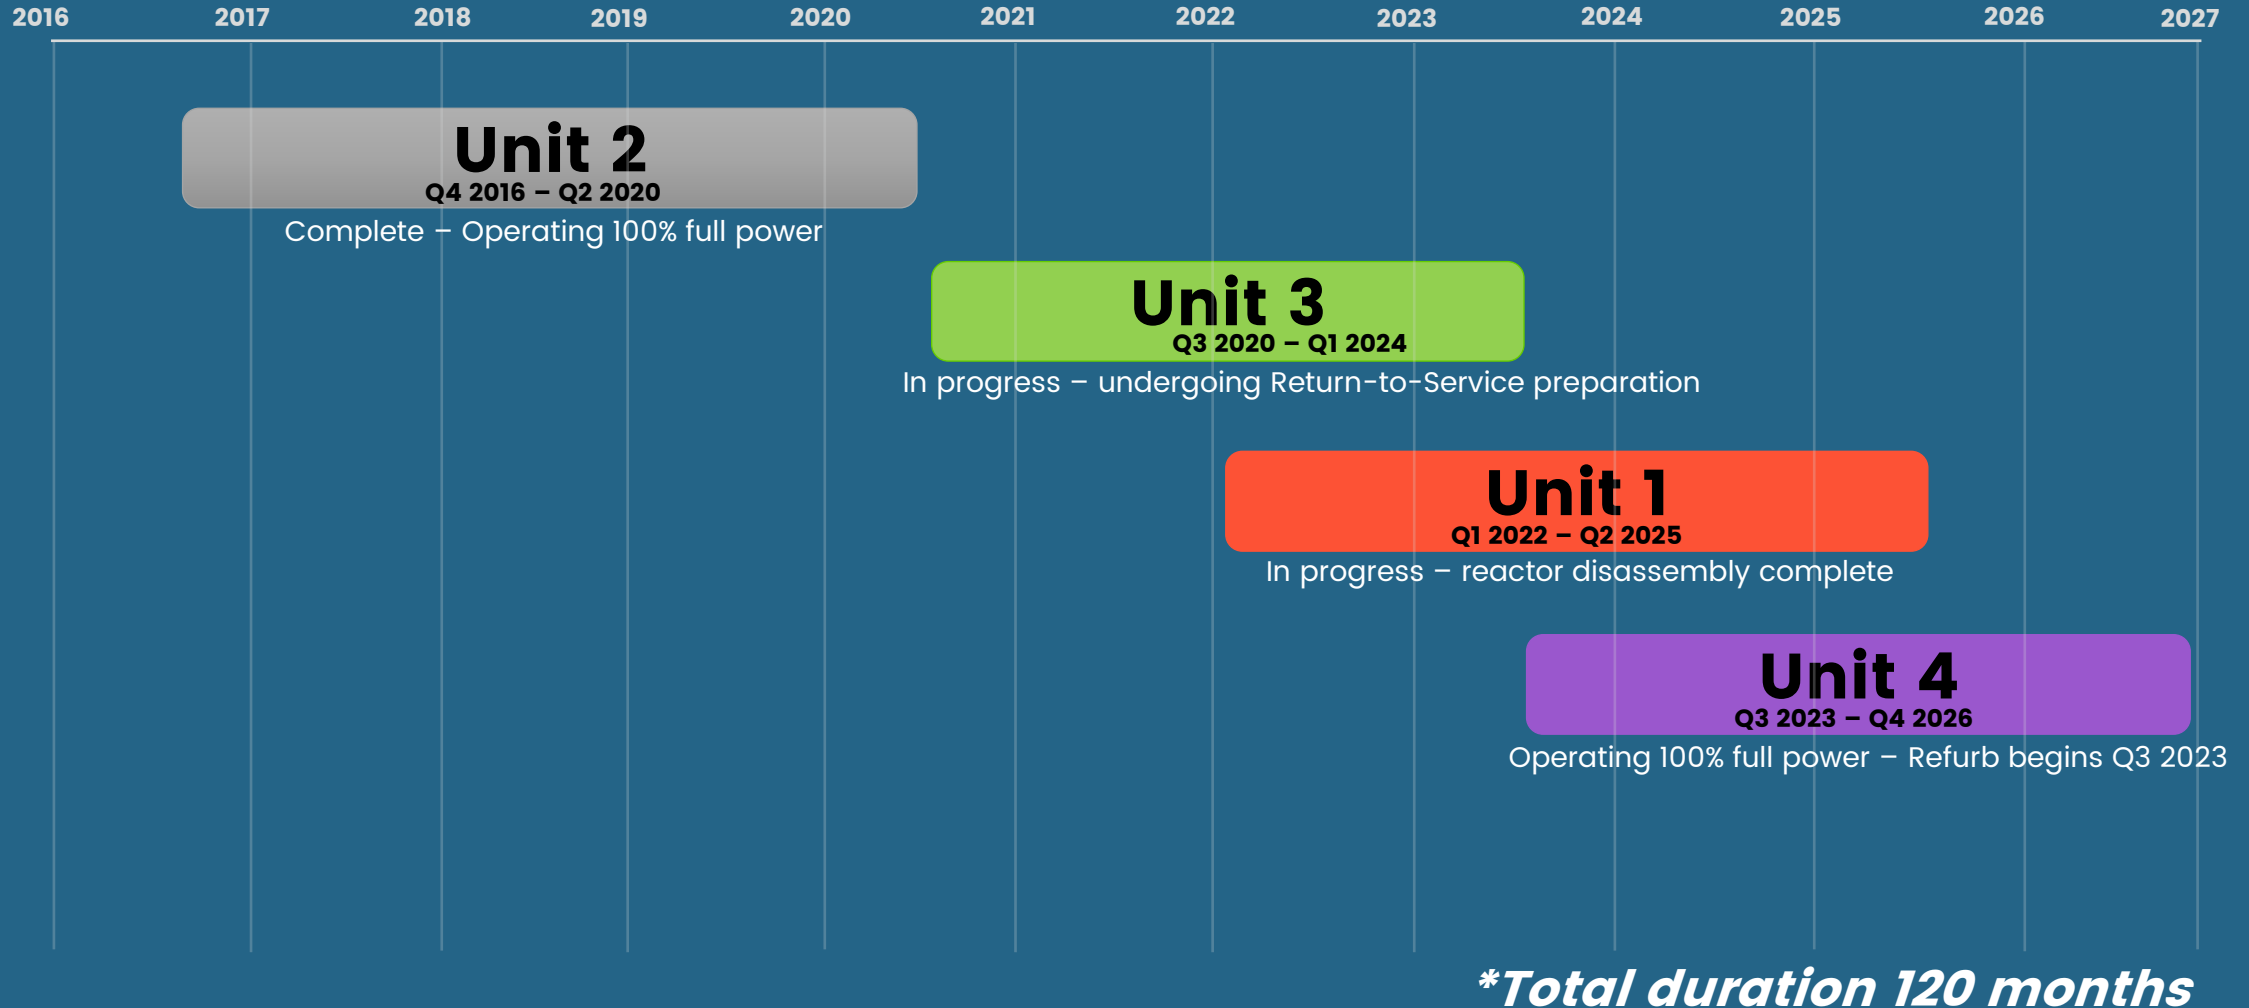 2016 2017 2018 2019 2020 2021 2022 2023 2024 2025 2026 2027
Unit 2
Q4 2016 – Q2 2020
Complete – Operating 100% full power
Unit 3
Q3 2020 – Q1 2024
In progress – undergoing Return-to-Service preparation
Unit 1
Q1 2022 – Q2 2025
In progress – reactor disassembly complete
Unit 4
Q3 2023 – Q4 2026
Operating 100% full power – Refurb begins Q3 2023
*Total duration 120 months